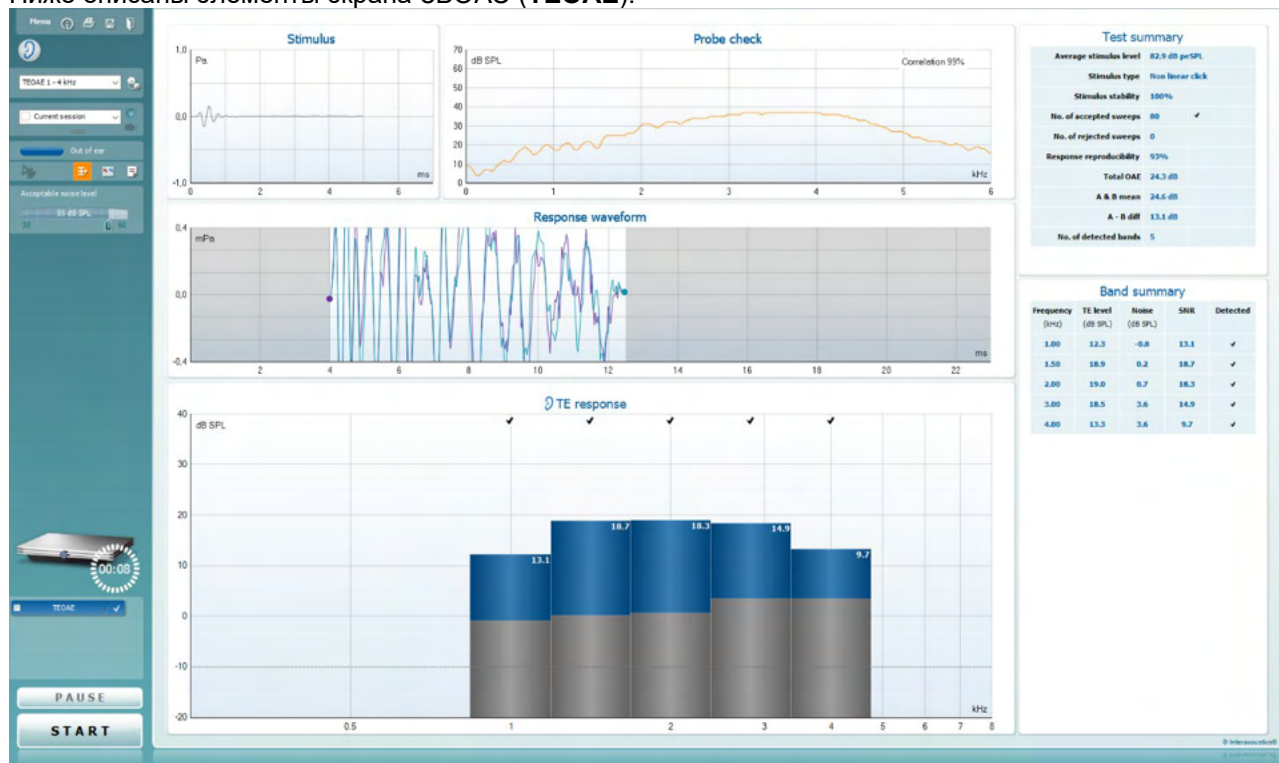 Ниже описаны элементы экрана ЗВОАЭ (TEOAE).
Menu
TEOAE 1 - 4 kHz
Current session
Out of ear
Acceptable noise level
55 dB SPL
00:08
TEOAE
PAUSE
START
Stimulus
Pa
1,0
0,0
-1,0
0 2 4 6
ms
Probe check
dB SPL
Correlation 99%
70
60
50
40
30
20
10
0
0 1 2 3 4 5 6
kHz
Response waveform
mPa
0,4
0,0
-0,4
2 4 6 8 10 12 14 16 18 20 22
ms
TE response
dB SPL
40
30
20
10
0
-10
-20
13.1 18.7 18.3 14.9 9.7
0.5 1 2 3 4 5 6 7 8
kHz
Test summary
Average stimulus level 82.9 dB peSPL
Stimulus type Non linear click
Stimulus stability 100%
No. of accepted sweeps 80 ✔
No. of rejected sweeps 0
Response reproducibility 93%
Total OAE 24.3 dB
A & B mean 24.6 dB
A - B diff 13.1 dB
No. of detected bands 5
Band summary
Frequency TE level Noise SNR Detected
(kHz) (dB SPL) (dB SPL)
1.00 12.3 -0.8 13.1 ✔
1.50 18.9 0.2 18.7 ✔
2.00 19.0 0.7 18.3 ✔
3.00 18.5 3.6 14.9 ✔
4.00 13.3 3.6 9.7 ✔